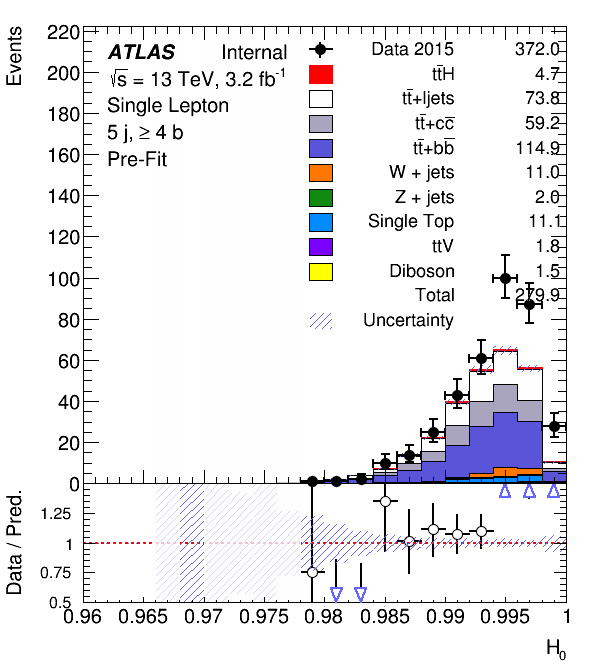 Events
220
200
180
160
140
120
100
80
60
40
20
0
ATLAS Internal
√s = 13 TeV, 3.2 fb⁻¹
Single Lepton
5 j, ≥ 4 b
Pre-Fit
Data 2015 372.0
tt̄H 4.7
tt̄+ljets 73.8
tt̄+cc̄ 59.2
tt̄+bb̄ 114.9
W + jets 11.0
Z + jets 2.0
Single Top 11.1
ttV 1.8
Diboson 1.5
Total 279.9
Uncertainty
Data / Pred.
1.25
1
0.75
0.5
0.96 0.965 0.97 0.975 0.98 0.985 0.99 0.995 1
H₀